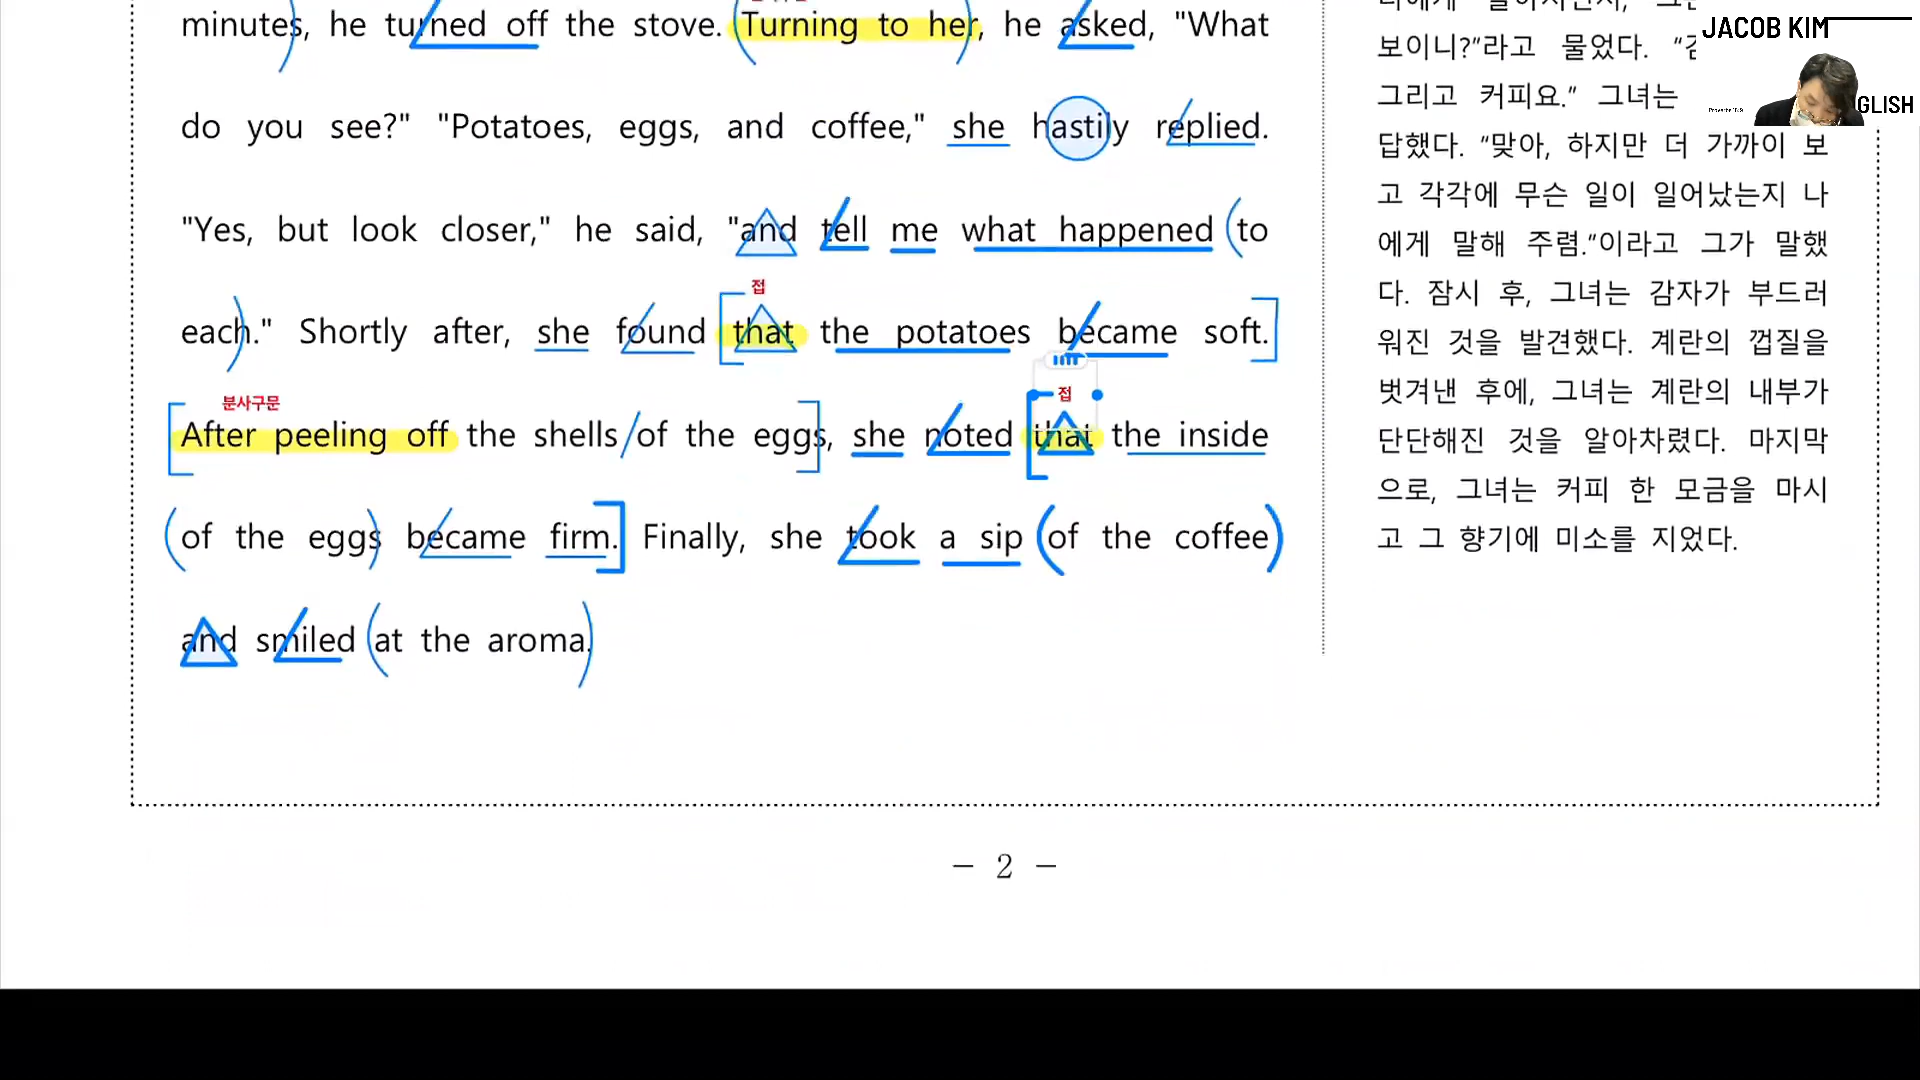 minutes, he turned off the stove. Turning to her, he asked, "What
do you see?" "Potatoes, eggs, and coffee," she hastily replied.
"Yes, but look closer," he said, "and tell me what happened to
접
each." Shortly after, she found that the potatoes became soft.
분사구문
접
After peeling off the shells of the eggs, she noted that the inside
of the eggs became firm. Finally, she took a sip of the coffee
and smiled at the aroma.
- 2 -
보이니?"라고 물었다.
그리고 커피요." 그녀는
답했다. "맞아, 하지만 더 가까이 보
고 각각에 무슨 일이 일어났는지 나
에게 말해 주렴."이라고 그가 말했
다. 잠시 후, 그녀는 감자가 부드러
워진 것을 발견했다. 계란의 껍질을
벗겨낸 후에, 그녀는 계란의 내부가
단단해진 것을 알아차렸다. 마지막
으로, 그녀는 커피 한 모금을 마시
고 그 향기에 미소를 지었다.
JACOB KIM
GLISH